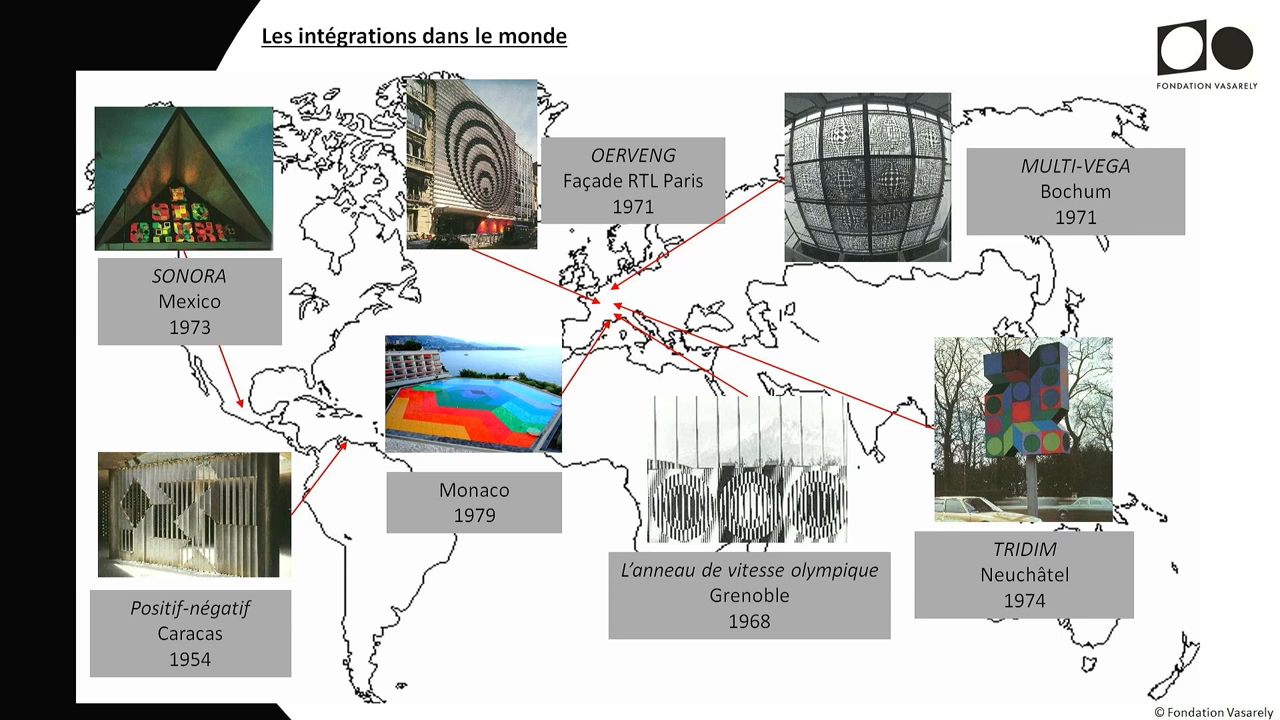 Les intégrations dans le monde
FONDATION VASARELY
OERVENG
Façade RTL Paris
1971
MULTI-VEGA
Bochum
1971
SONORA
Mexico
1973
Monaco
1979
L'anneau de vitesse olympique
Grenoble
1968
TRIDIM
Neuchâtel
1974
Positif-négatif
Caracas
1954
© Fondation Vasarely